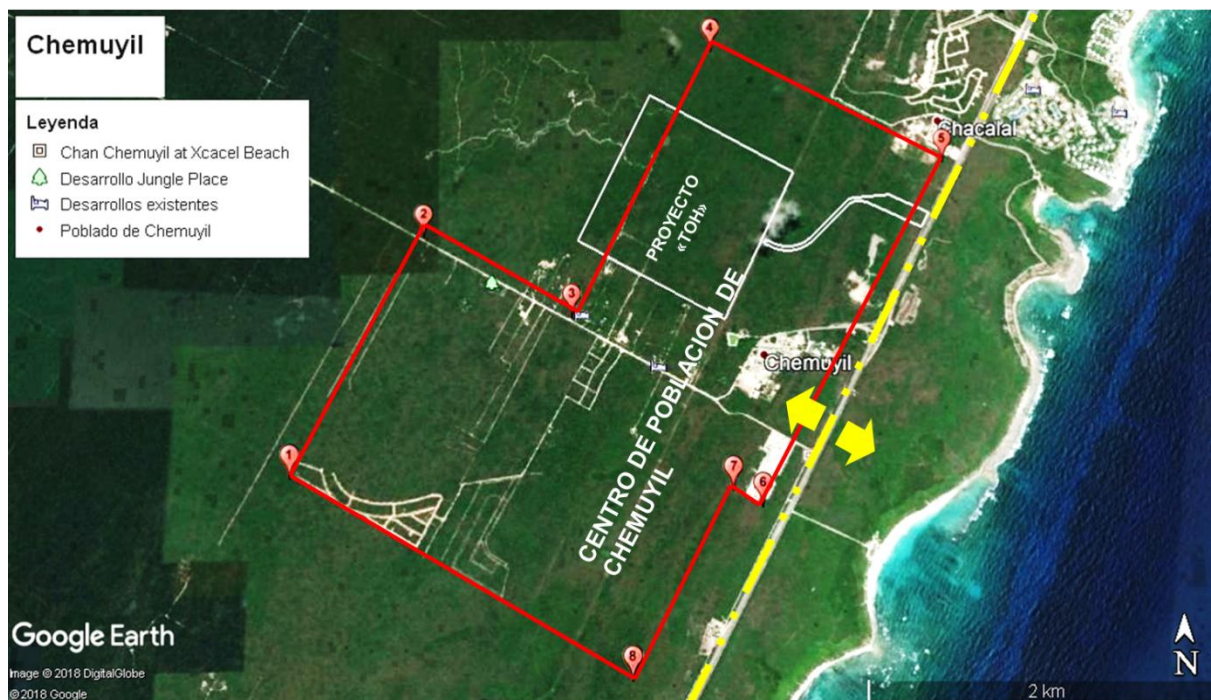 Chemuyil
Leyenda
Chan Chemuyil at Xcacel Beach
Desarrollo Jungle Place
Desarrollos existentes
Poblado de Chemuyil
4
Chacalal
5
2
PROYECTO
«TOH»
3
Chemuyil
CENTRO DE POBLACION DE
CHEMUYIL
1
7
6
8
Google Earth
Image © 2018 DigitalGlobe
© 2018 Google
N
2 km